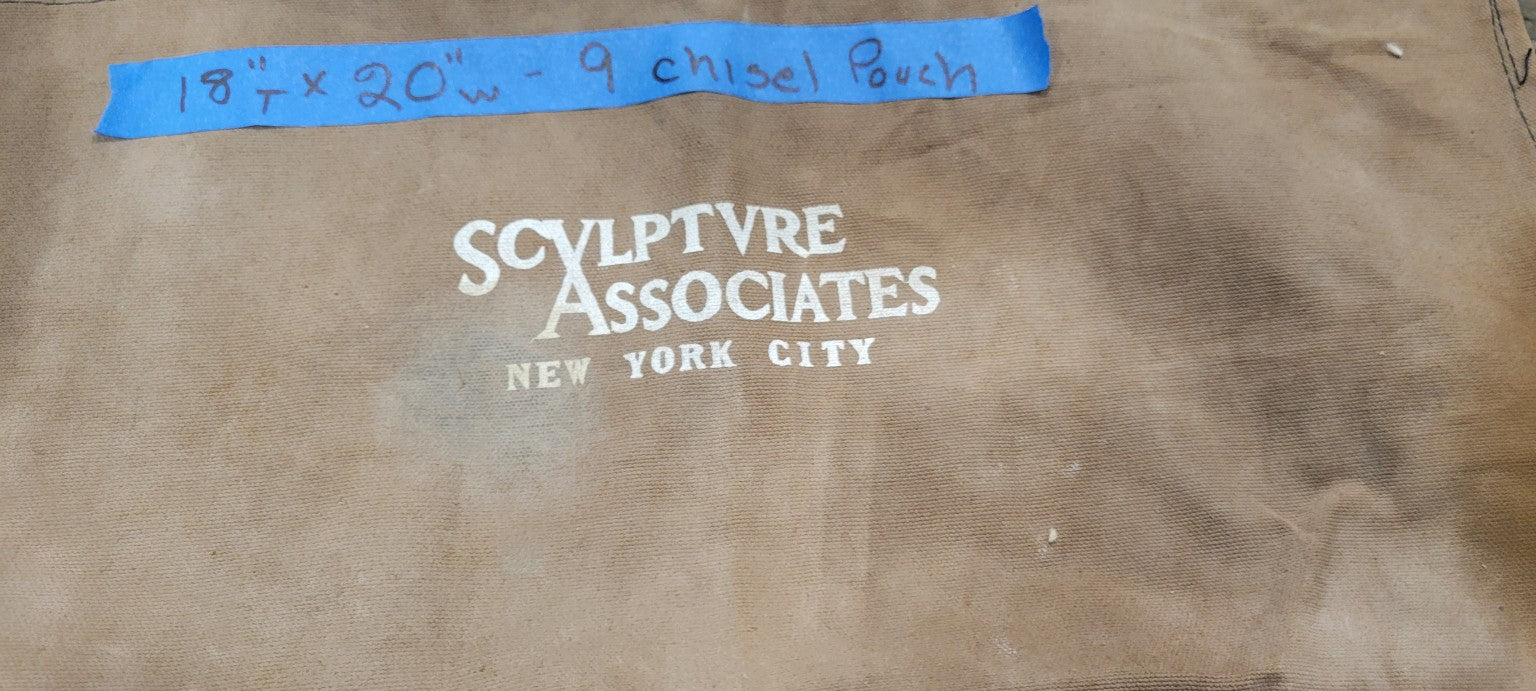 18"T x 20"w - 9 chisel Pouch
SCVLPTVRE
ASSOCIATES
NEW YORK CITY